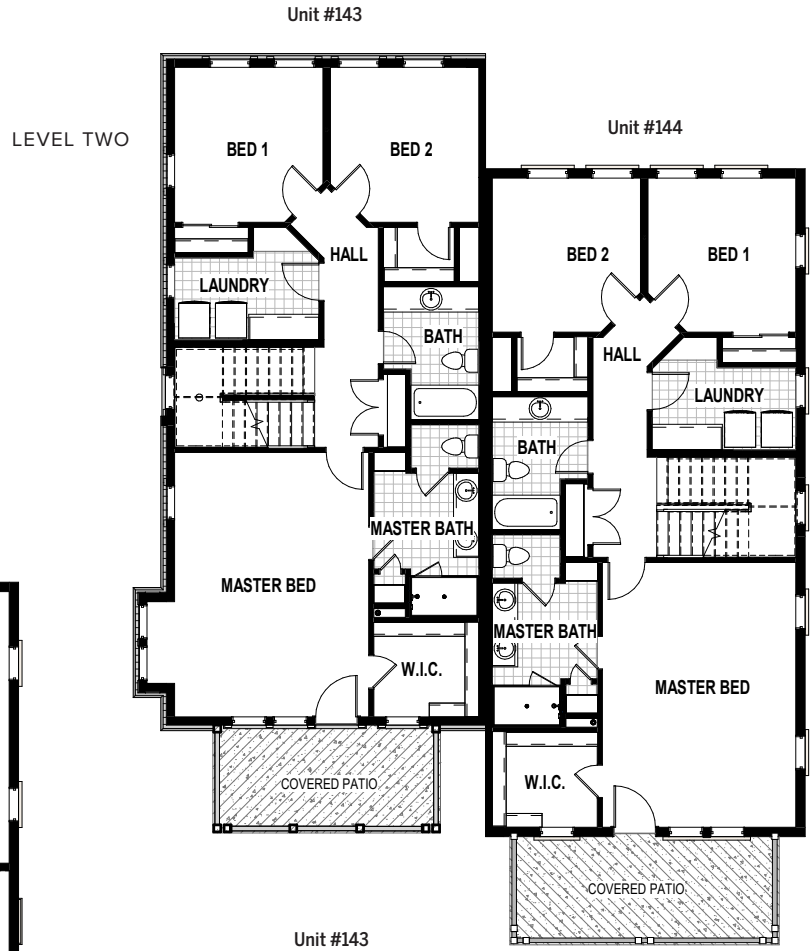 Unit #143
LEVEL TWO
Unit #144
BED 1
BED 2
HALL
LAUNDRY
BATH
MASTER BATH
MASTER BED
W.I.C.
COVERED PATIO
BED 2
BED 1
HALL
LAUNDRY
BATH
MASTER BATH
MASTER BED
W.I.C.
COVERED PATIO
Unit #143